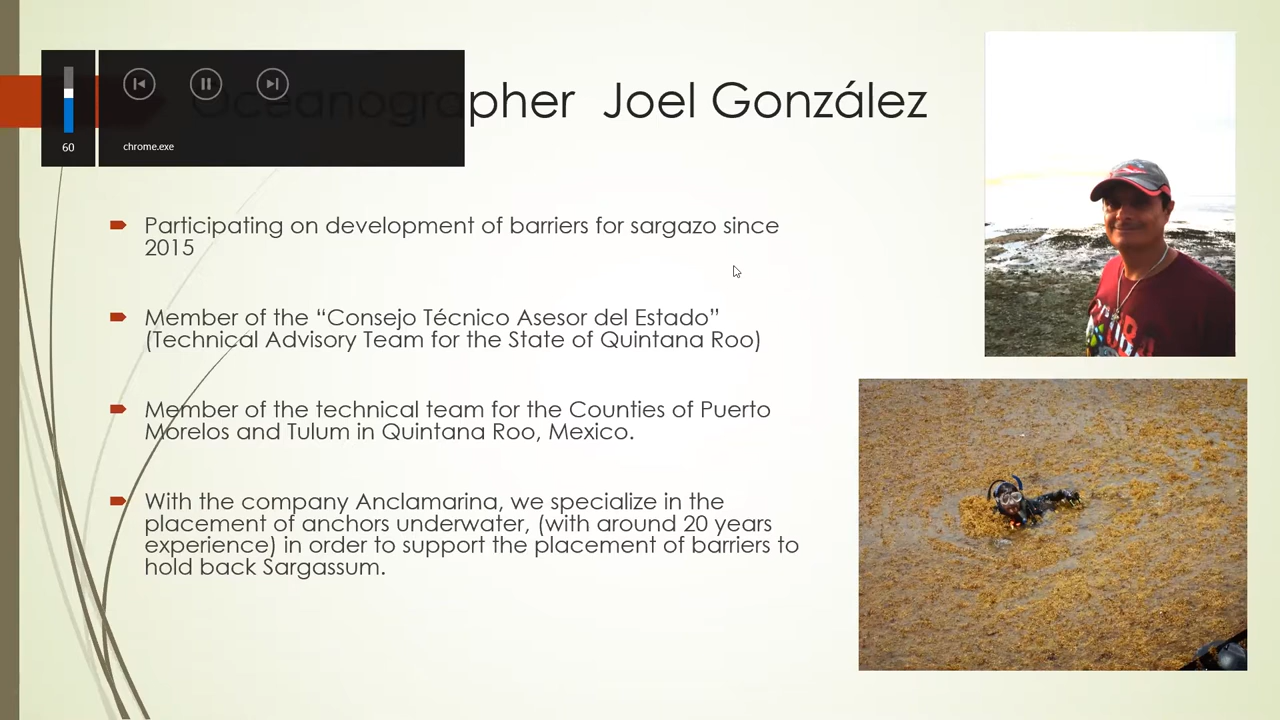 Oceanographer Joel González
60
chrome.exe
Participating on development of barriers for sargazo since
2015
Member of the “Consejo Técnico Asesor del Estado”
(Technical Advisory Team for the State of Quintana Roo)
Member of the technical team for the Counties of Puerto
Morelos and Tulum in Quintana Roo, Mexico.
With the company Anclamarina, we specialize in the
placement of anchors underwater, (with around 20 years
experience) in order to support the placement of barriers to
hold back Sargassum.